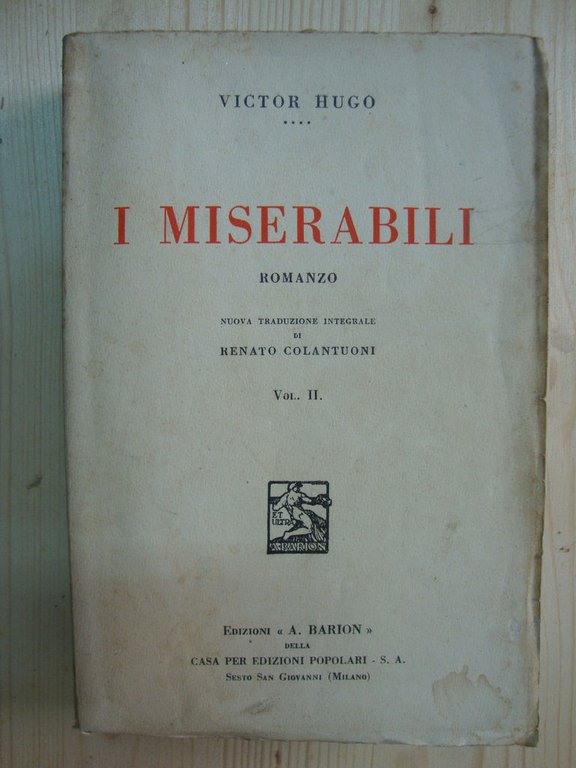 VICTOR HUGO
I MISERABILI
ROMANZO
NUOVA TRADUZIONE INTEGRALE
DI
RENATO COLANTUONI
VOL. II.
ET
ULTRA
A·BARION
EDIZIONI « A. BARION »
DELLA
CASA PER EDIZIONI POPOLARI - S. A.
SESTO SAN GIOVANNI (MILANO)